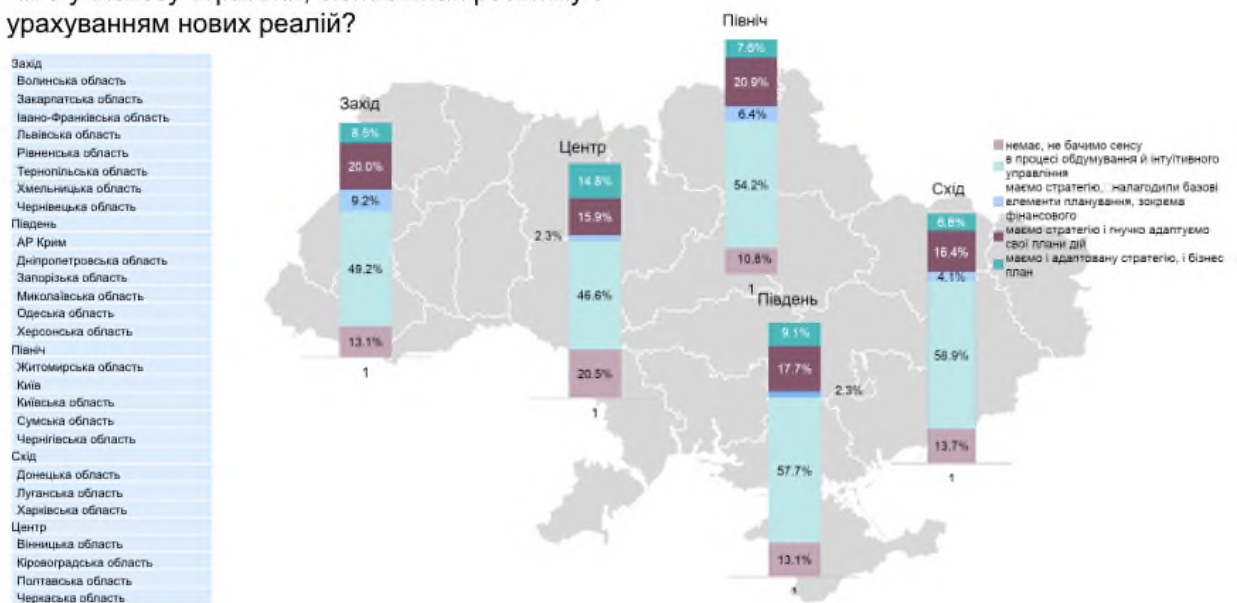 урахуванням нових реалій?
Захід
Волинська область
Закарпатська область
Івано-Франківська область
Львівська область
Рівненська область
Тернопільська область
Хмельницька область
Чернівецька область
Південь
АР Крим
Дніпропетровська область
Запорізька область
Миколаївська область
Одеська область
Херсонська область
Північ
Житомирська область
Київ
Київська область
Сумська область
Чернігівська область
Схід
Донецька область
Луганська область
Харківська область
Центр
Вінницька область
Кіровоградська область
Полтавська область
Черкаська область
Захід
8.5%
20.0%
9.2%
49.2%
13.1%
1
Центр
14.8%
15.9%
2.3%
46.6%
20.5%
1
Північ
7.6%
20.9%
6.4%
54.2%
10.8%
1
Південь
9.1%
17.7%
2.3%
57.7%
13.1%
1
Схід
6.8%
16.4%
4.1%
58.9%
13.7%
1
немає, не бачимо сенсу
в процесі обдумування й інтуїтивного
управління
маємо стратегію, налагодили базові
елементи планування, зокрема
фінансового
маємо стратегію і гнучко адаптуємо
свої плани дій
маємо і адаптовану стратегію, і бізнес
план